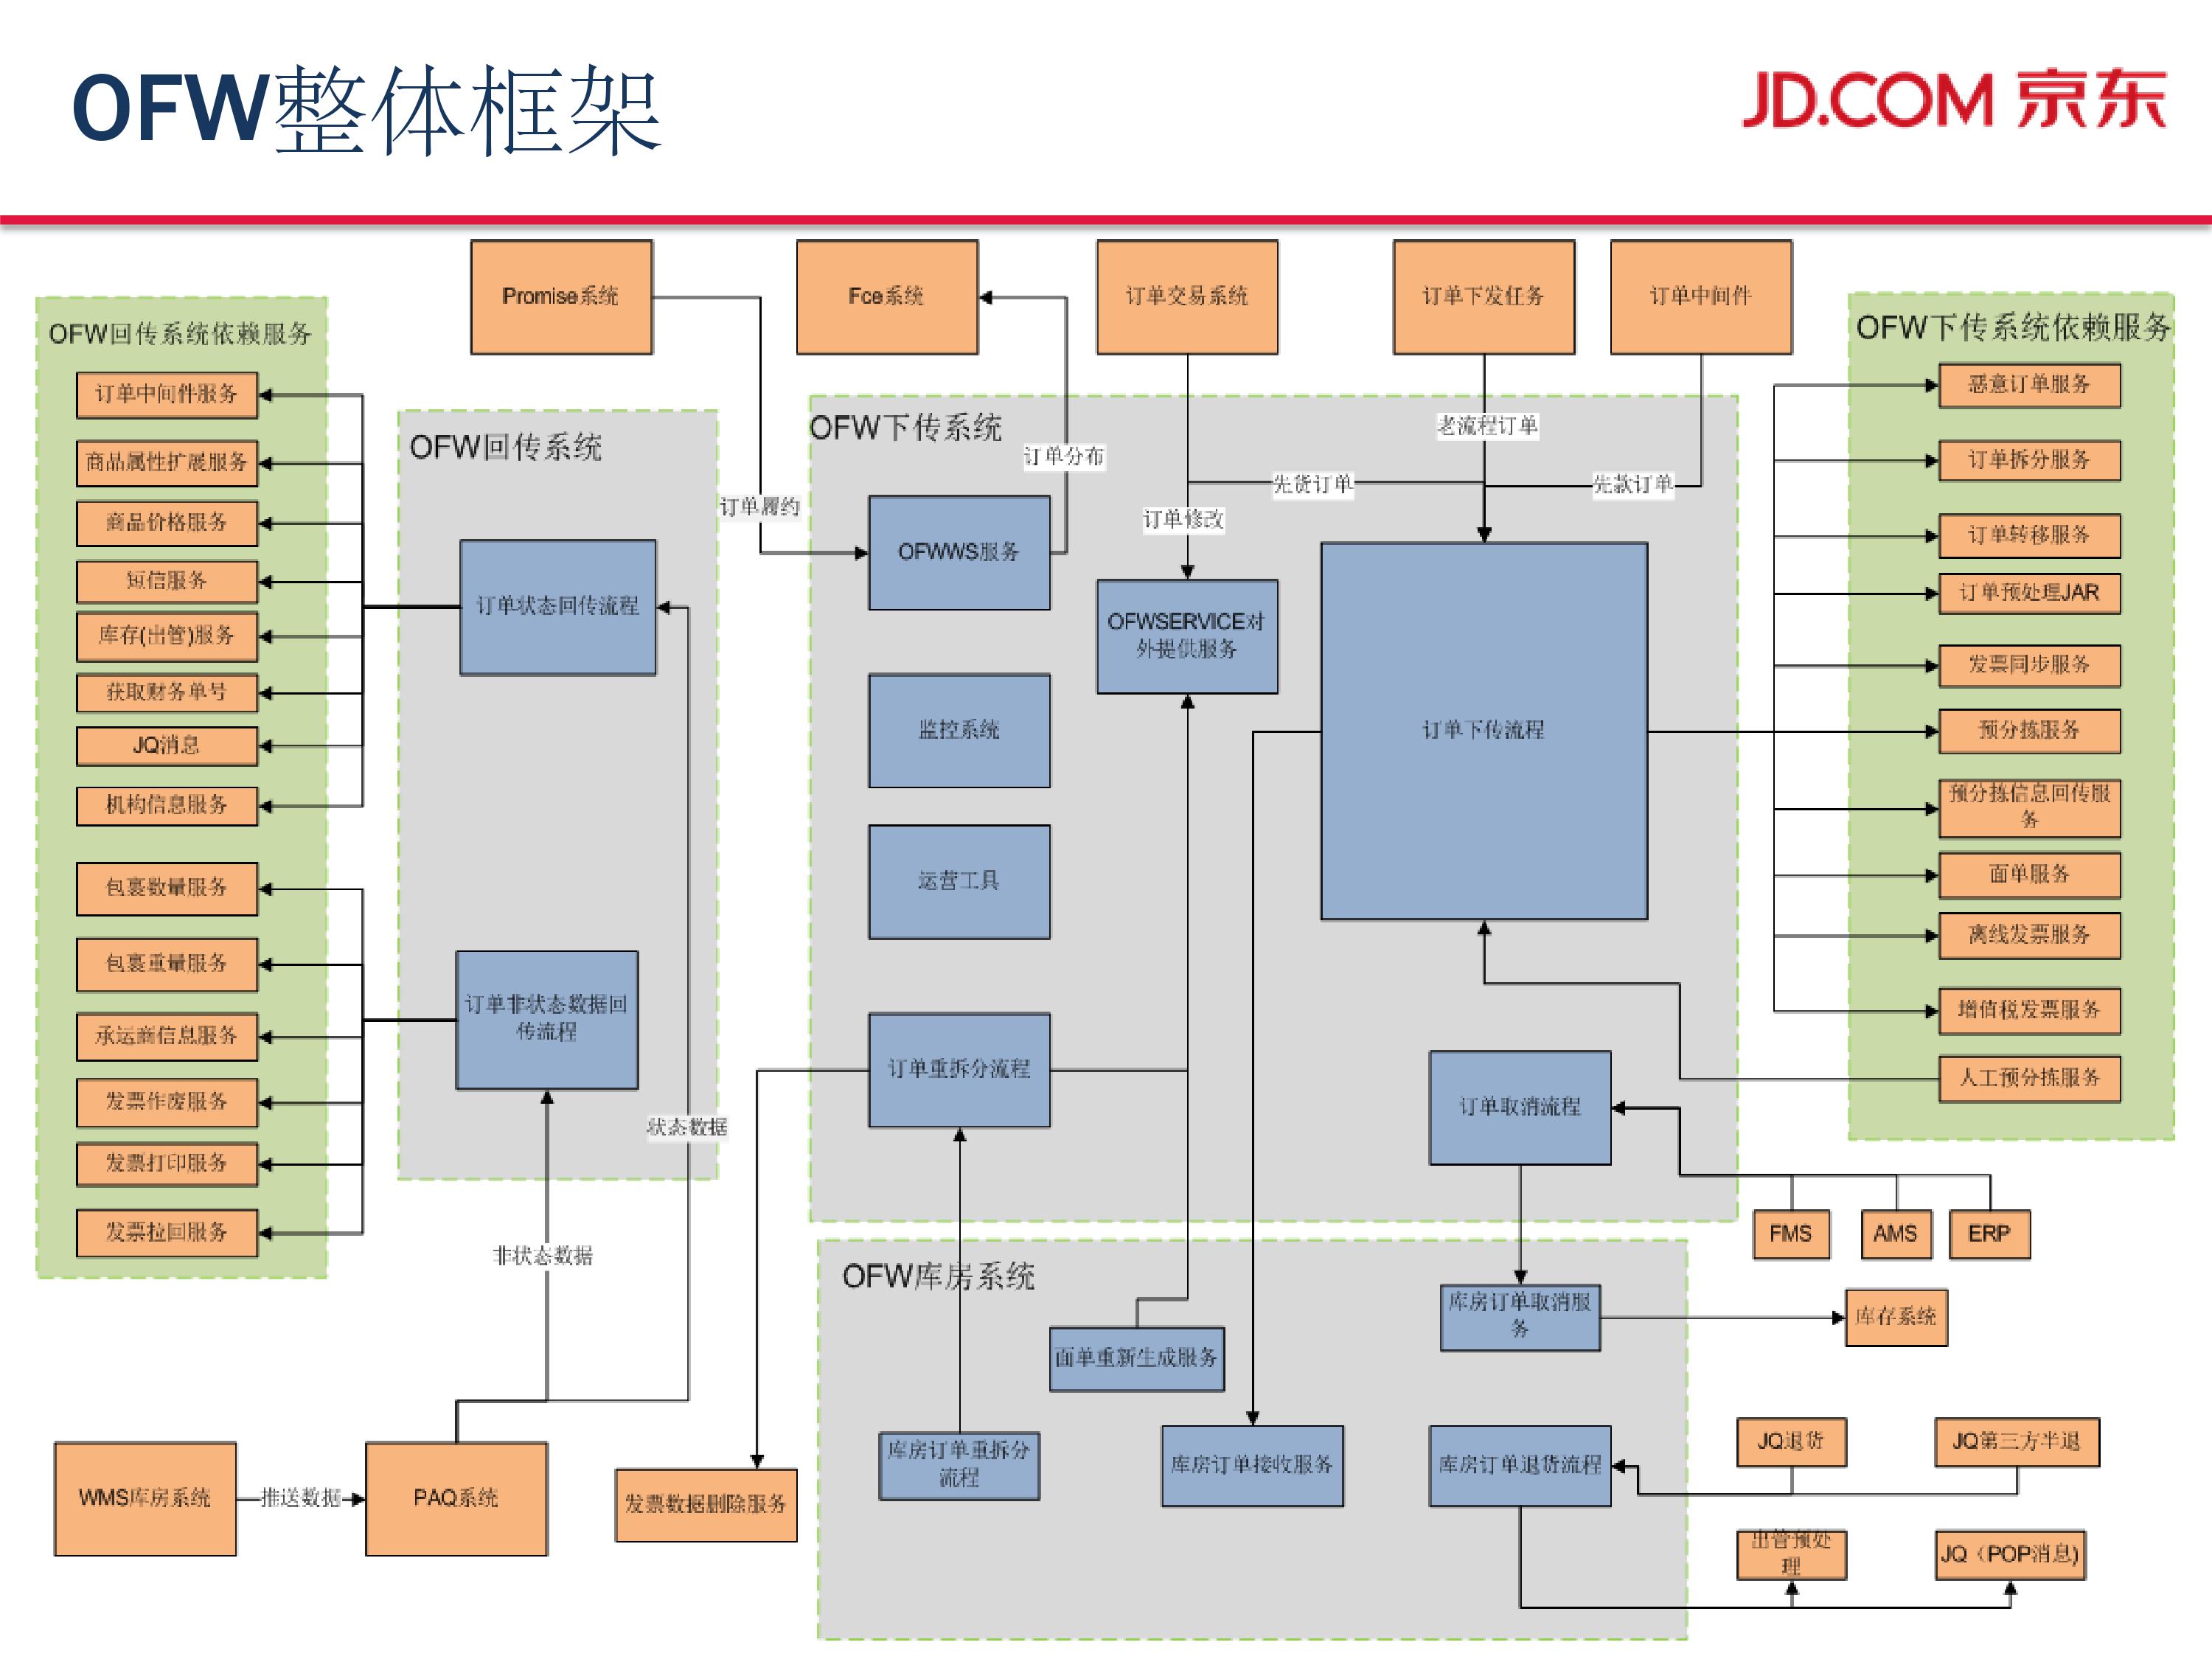 OFW整体框架
JD.COM 京东
Promise系统
Fce系统
订单交易系统
订单下发任务
订单中间件
OFW回传系统依赖服务
订单中间件服务
商品属性扩展服务
商品价格服务
短信服务
库存(出管)服务
获取财务单号
JQ消息
机构信息服务
包裹数量服务
包裹重量服务
承运商信息服务
发票作废服务
发票打印服务
发票拉回服务
OFW回传系统
订单状态回传流程
订单非状态数据回
传流程
状态数据
非状态数据
WMS库房系统
推送数据
PAQ系统
OFW下传系统
订单履约
订单分布
老流程订单
先货订单
先款订单
订单修改
OFWWS服务
OFWSERVICE对
外提供服务
监控系统
订单下传流程
运营工具
订单重拆分流程
订单取消流程
OFW下传系统依赖服务
恶意订单服务
订单拆分服务
订单转移服务
订单预处理JAR
发票同步服务
预分拣服务
预分拣信息回传服
务
面单服务
离线发票服务
增值税发票服务
人工预分拣服务
FMS
AMS
ERP
OFW库房系统
库房订单取消服
务
库存系统
面单重新生成服务
库房订单重拆分
流程
库房订单接收服务
库房订单退货流程
发票数据删除服务
JQ退货
JQ第三方半退
出管预处
理
JQ（POP消息)